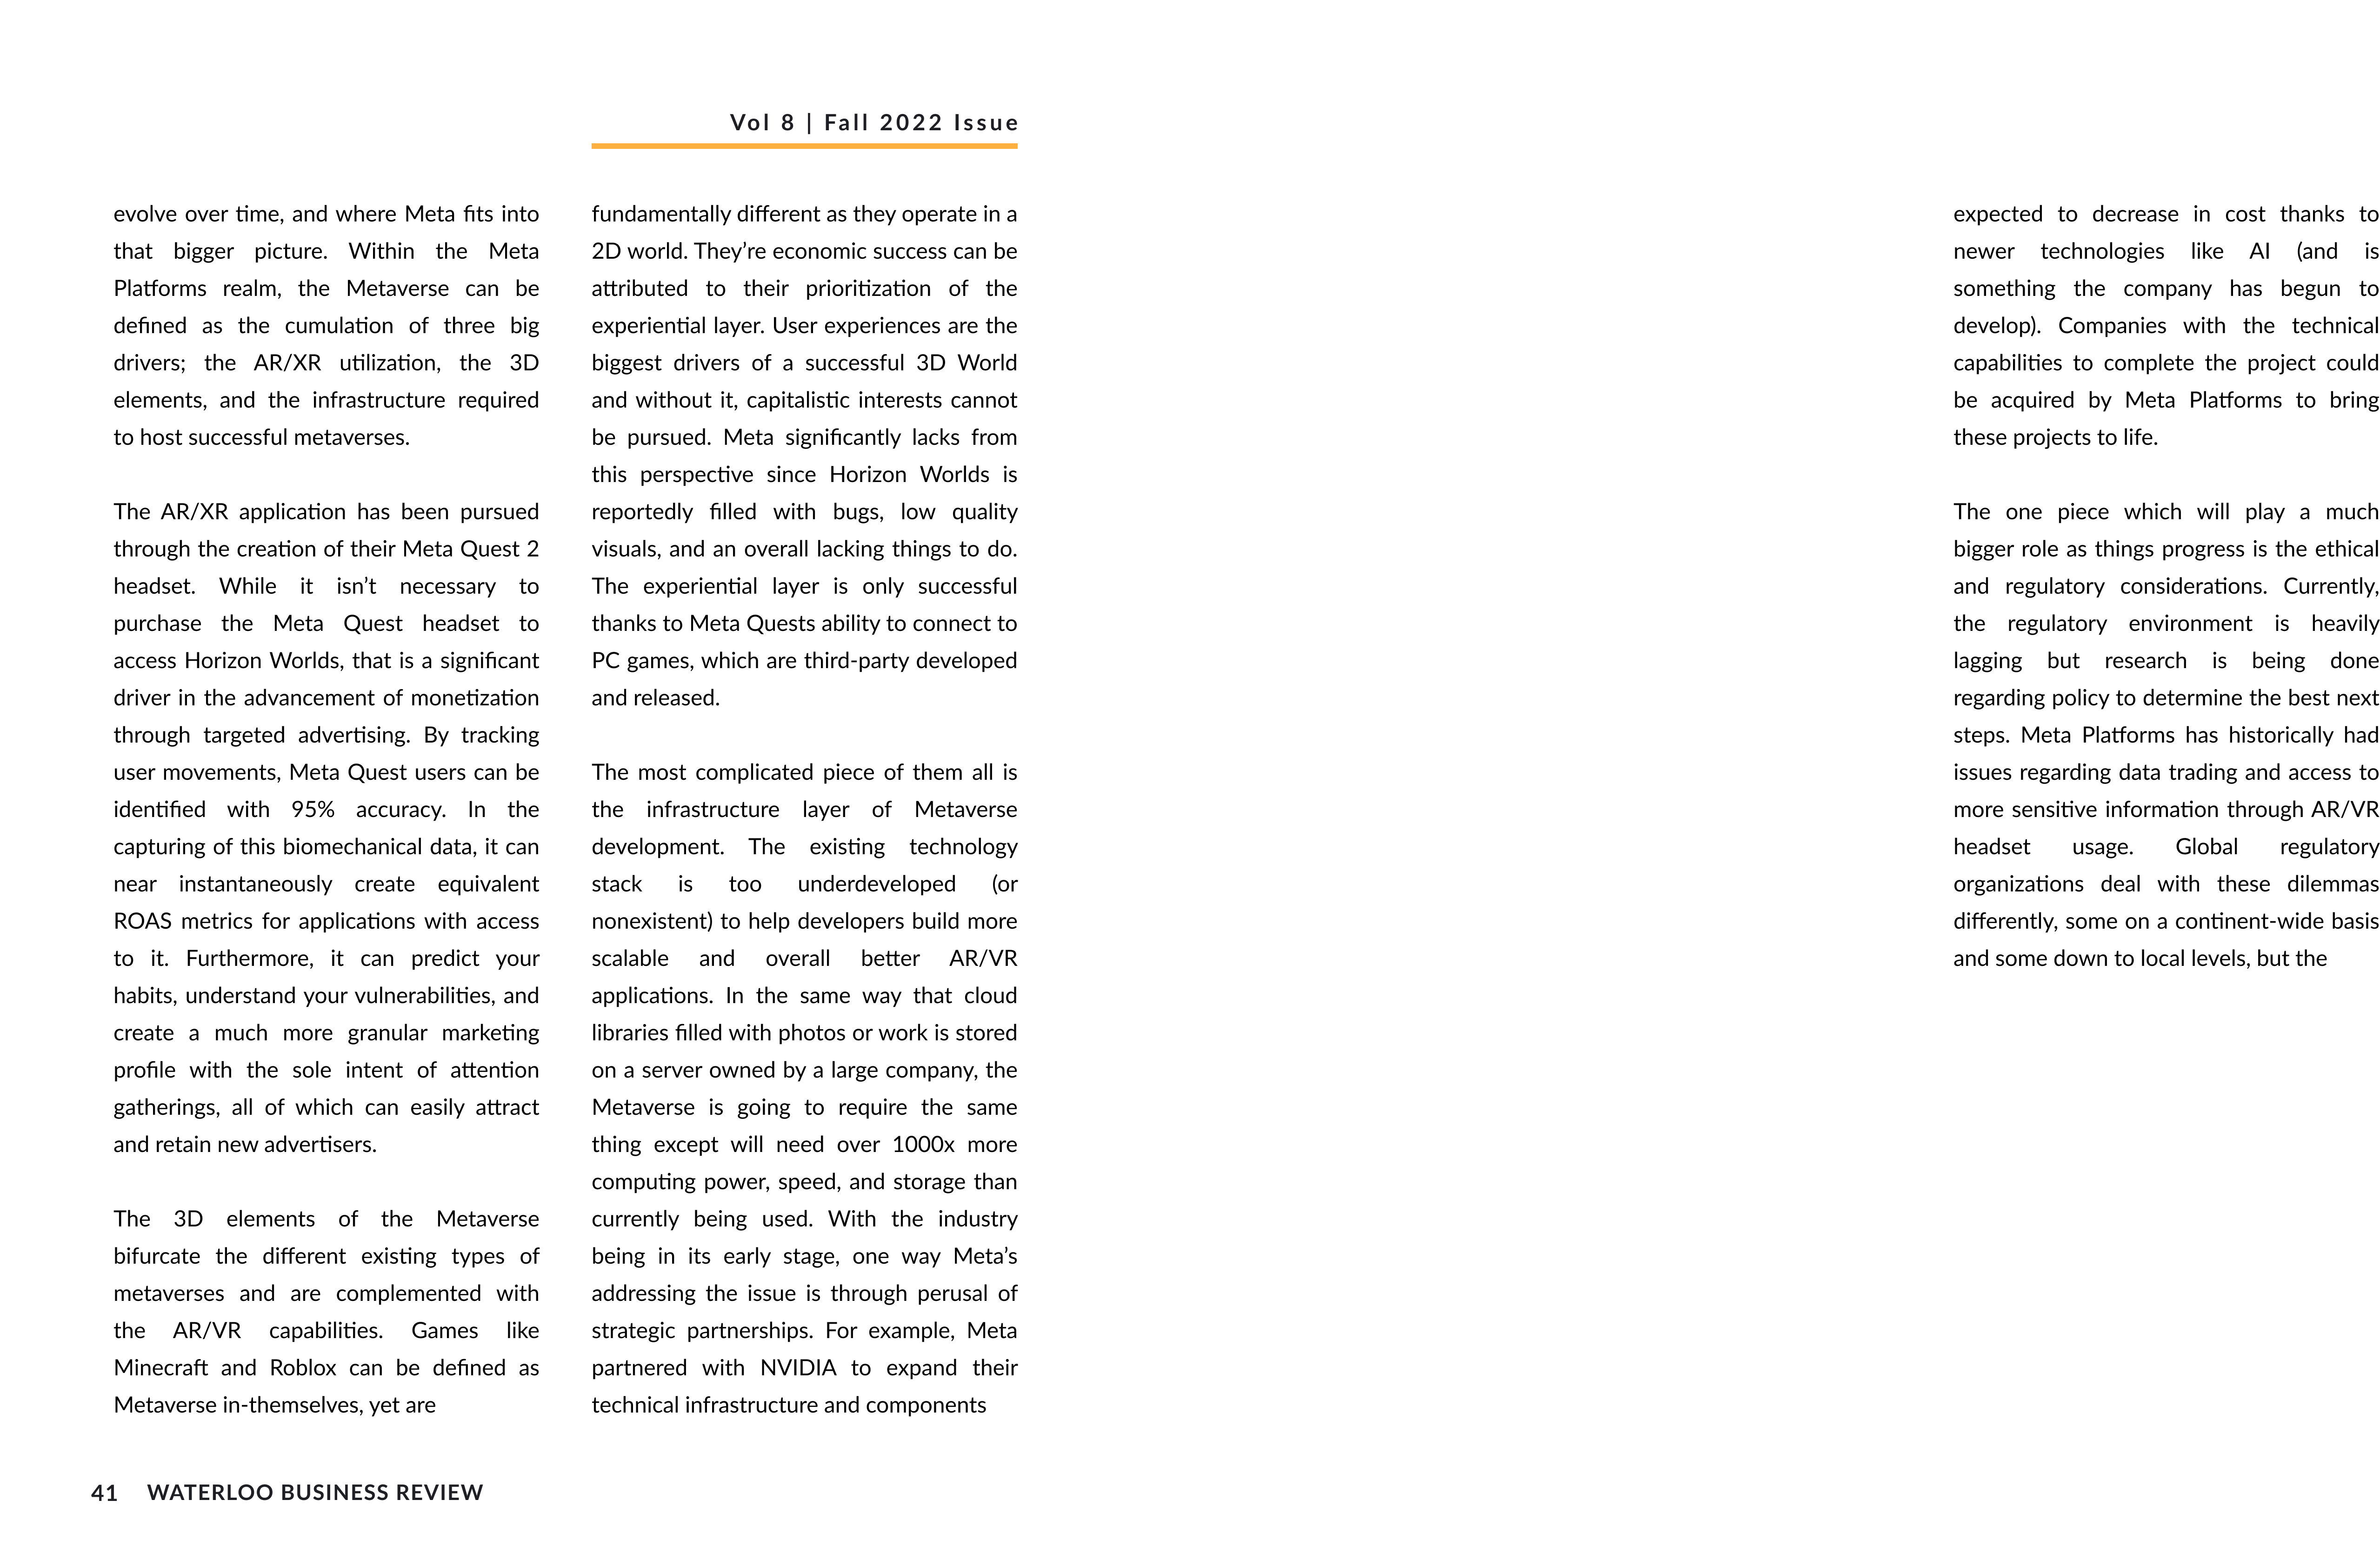 Vol 8 | Fall 2022 Issue
evolve over time, and where Meta fits into
that bigger picture. Within the Meta
Platforms realm, the Metaverse can be
defined as the cumulation of three big
drivers; the AR/XR utilization, the 3D
elements, and the infrastructure required
to host successful metaverses.
The AR/XR application has been pursued
through the creation of their Meta Quest 2
headset. While it isn’t necessary to
purchase the Meta Quest headset to
access Horizon Worlds, that is a significant
driver in the advancement of monetization
through targeted advertising. By tracking
user movements, Meta Quest users can be
identified with 95% accuracy. In the
capturing of this biomechanical data, it can
near instantaneously create equivalent
ROAS metrics for applications with access
to it. Furthermore, it can predict your
habits, understand your vulnerabilities, and
create a much more granular marketing
profile with the sole intent of attention
gatherings, all of which can easily attract
and retain new advertisers.
The 3D elements of the Metaverse
bifurcate the different existing types of
metaverses and are complemented with
the AR/VR capabilities. Games like
Minecraft and Roblox can be defined as
Metaverse in-themselves, yet are
fundamentally different as they operate in a
2D world. They’re economic success can be
attributed to their prioritization of the
experiential layer. User experiences are the
biggest drivers of a successful 3D World
and without it, capitalistic interests cannot
be pursued. Meta significantly lacks from
this perspective since Horizon Worlds is
reportedly filled with bugs, low quality
visuals, and an overall lacking things to do.
The experiential layer is only successful
thanks to Meta Quests ability to connect to
PC games, which are third-party developed
and released.
The most complicated piece of them all is
the infrastructure layer of Metaverse
development. The existing technology
stack is too underdeveloped (or
nonexistent) to help developers build more
scalable and overall better AR/VR
applications. In the same way that cloud
libraries filled with photos or work is stored
on a server owned by a large company, the
Metaverse is going to require the same
thing except will need over 1000x more
computing power, speed, and storage than
currently being used. With the industry
being in its early stage, one way Meta’s
addressing the issue is through perusal of
strategic partnerships. For example, Meta
partnered with NVIDIA to expand their
technical infrastructure and components
expected to decrease in cost thanks to
newer technologies like AI (and is
something the company has begun to
develop). Companies with the technical
capabilities to complete the project could
be acquired by Meta Platforms to bring
these projects to life.
The one piece which will play a much
bigger role as things progress is the ethical
and regulatory considerations. Currently,
the regulatory environment is heavily
lagging but research is being done
regarding policy to determine the best next
steps. Meta Platforms has historically had
issues regarding data trading and access to
more sensitive information through AR/VR
headset usage. Global regulatory
organizations deal with these dilemmas
differently, some on a continent-wide basis
and some down to local levels, but the
41 WATERLOO BUSINESS REVIEW